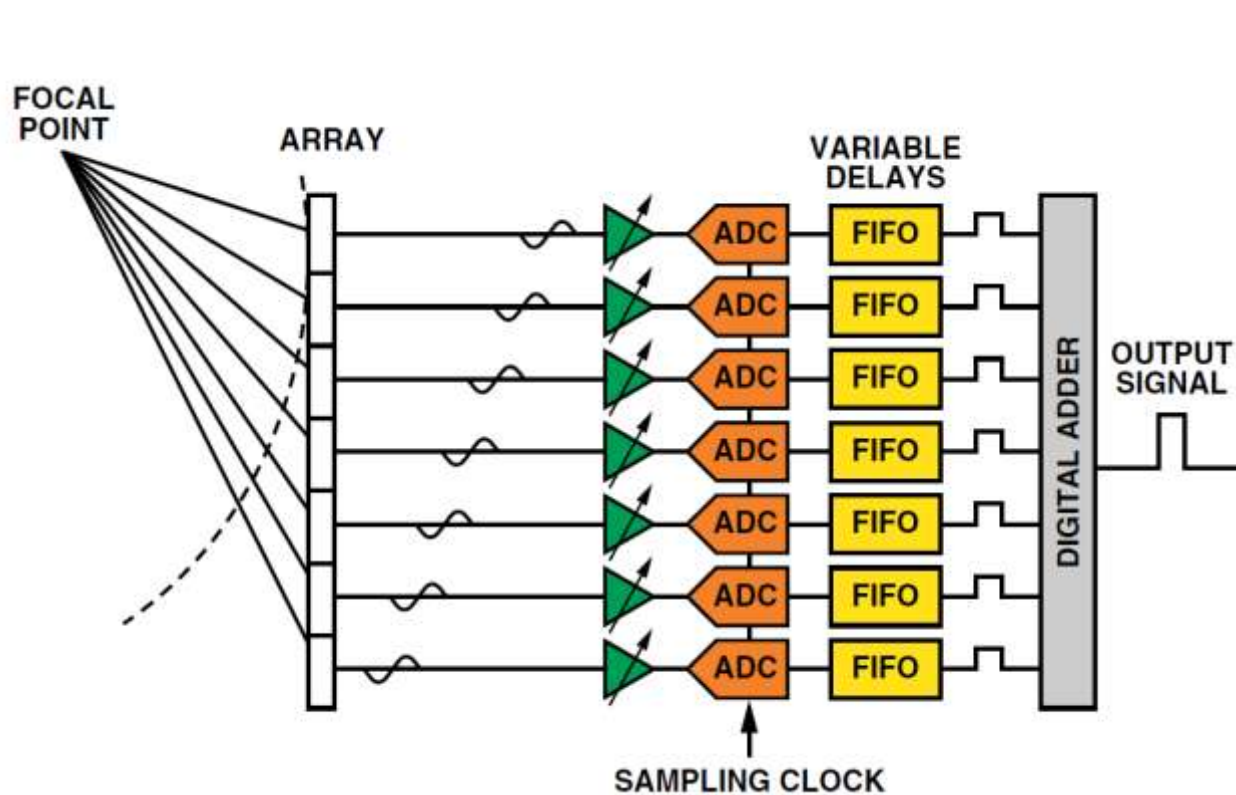 FOCAL
POINT
ARRAY
VARIABLE
DELAYS
ADC
FIFO
ADC
FIFO
ADC
FIFO
ADC
FIFO
ADC
FIFO
ADC
FIFO
ADC
FIFO
DIGITAL ADDER
OUTPUT
SIGNAL
SAMPLING CLOCK